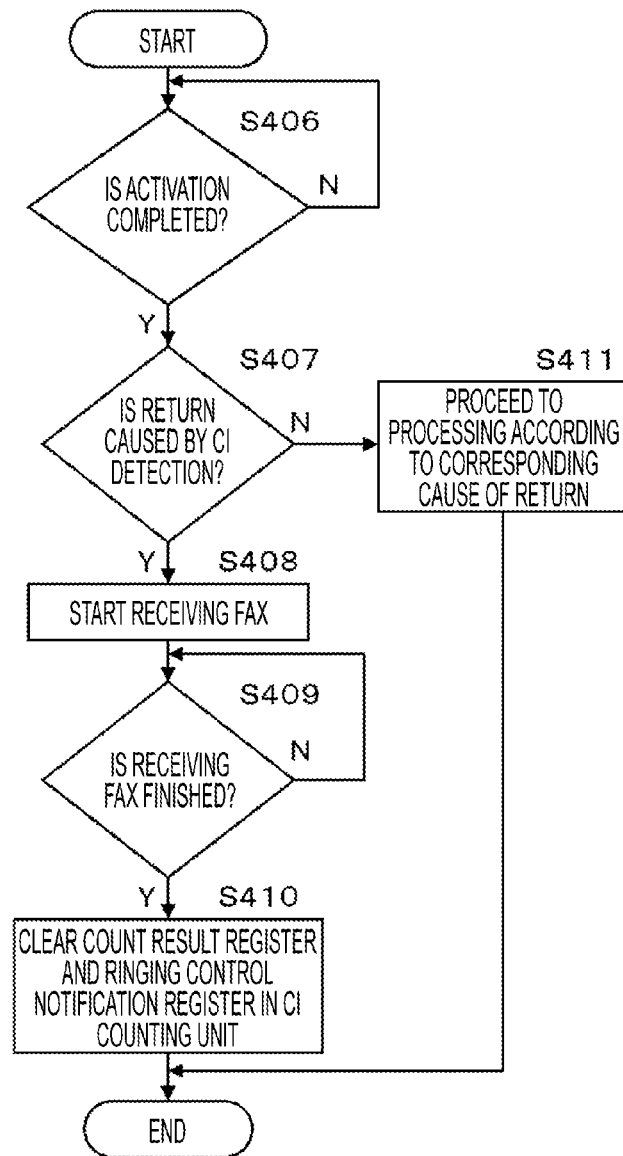 START
S406
IS ACTIVATION
COMPLETED?
N
Y
S407
IS RETURN
CAUSED BY CI
DETECTION?
N
S411
PROCEED TO
PROCESSING ACCORDING
TO CORRESPONDING
CAUSE OF RETURN
Y
S408
START RECEIVING FAX
S409
IS RECEIVING
FAX FINISHED?
N
Y
S410
CLEAR COUNT RESULT REGISTER
AND RINGING CONTROL
NOTIFICATION REGISTER IN CI
COUNTING UNIT
END